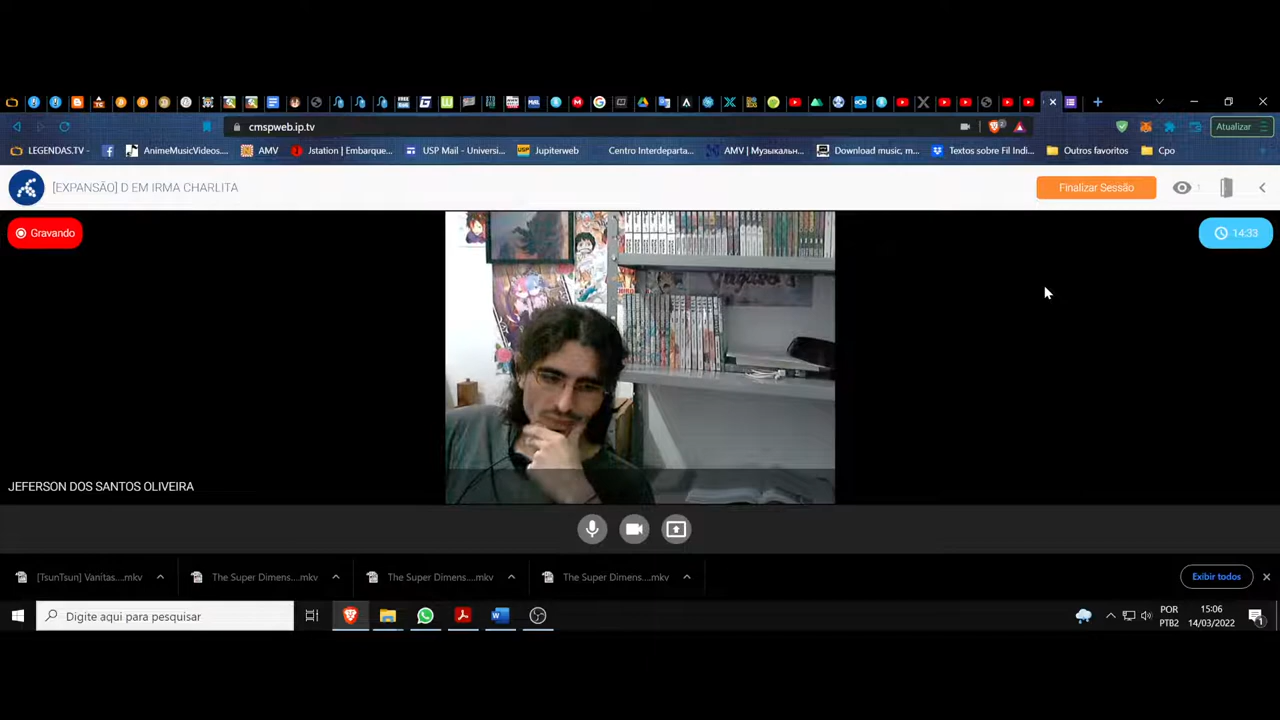 cmspweb.ip.tv
Atualizar
LEGENDAS.TV -
AnimeMusicVideos...
AMV
Jstation | Embarque...
USP Mail - Universi...
Jupiterweb
Centro Interdeparta...
AMV | Музыкальн...
Download music, m...
Textos sobre Fil Indi...
Outros favoritos
Cpo
[EXPANSÃO] D EM IRMA CHARLITA
Finalizar Sessão
1
Gravando
14:33
JEFERSON DOS SANTOS OLIVEIRA
[TsunTsun] Vanitas....mkv
The Super Dimens....mkv
The Super Dimens....mkv
The Super Dimens....mkv
Exibir todos
Digite aqui para pesquisar
POR
PTB2
15:06
14/03/2022